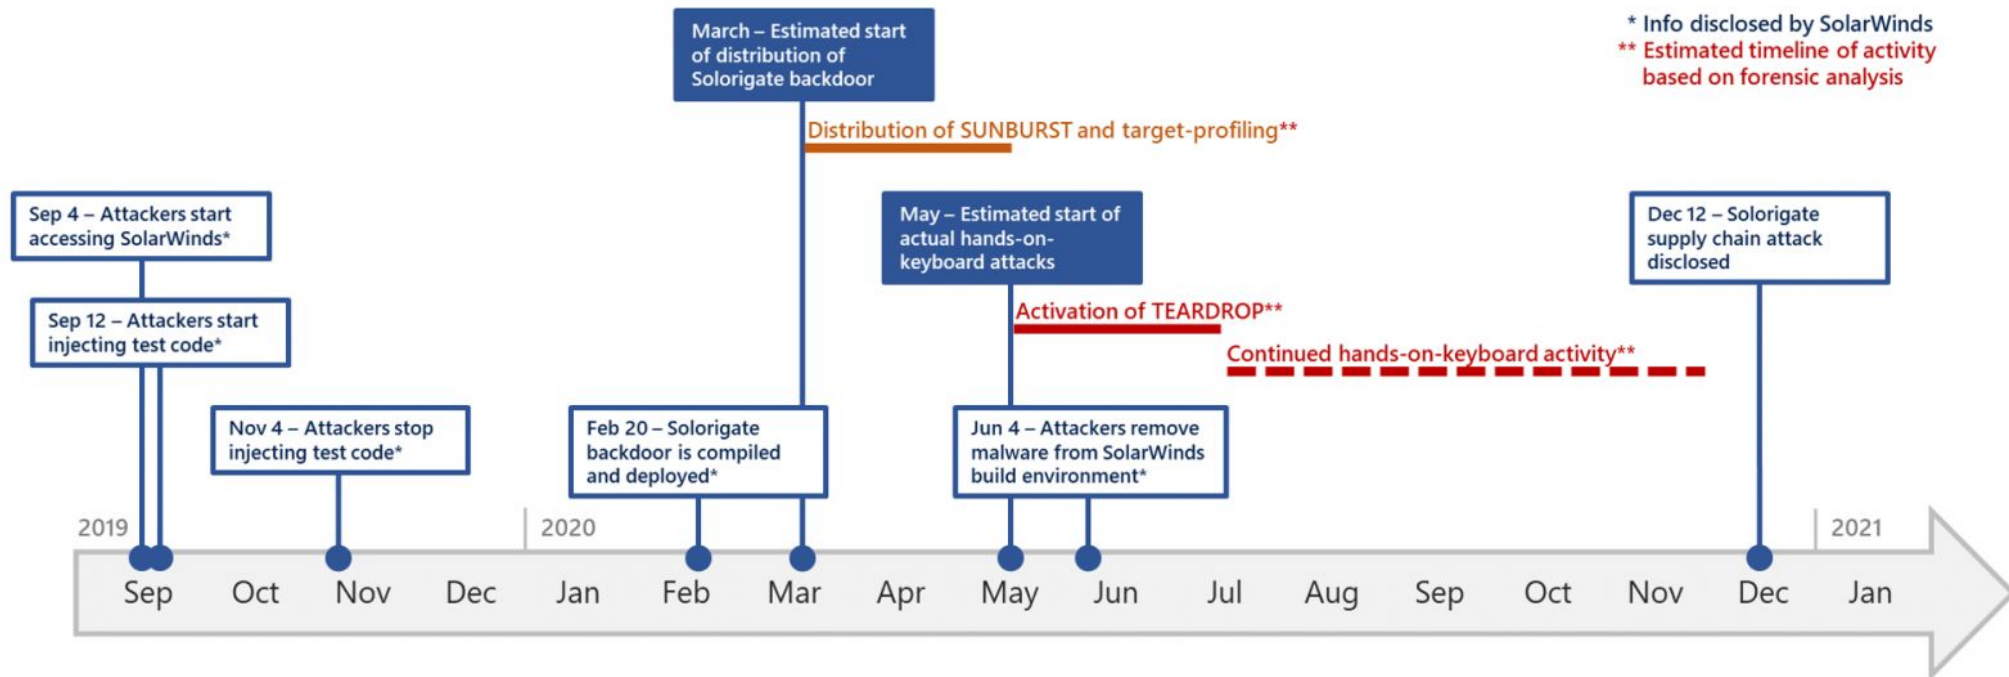 * Info disclosed by SolarWinds
** Estimated timeline of activity
based on forensic analysis
March – Estimated start
of distribution of
Solorigate backdoor
Distribution of SUNBURST and target-profiling**
Sep 4 – Attackers start
accessing SolarWinds*
May – Estimated start of
actual hands-on-
keyboard attacks
Dec 12 – Solorigate
supply chain attack
disclosed
Sep 12 – Attackers start
injecting test code*
Activation of TEARDROP**
Continued hands-on-keyboard activity**
Nov 4 – Attackers stop
injecting test code*
Feb 20 – Solorigate
backdoor is compiled
and deployed*
Jun 4 – Attackers remove
malware from SolarWinds
build environment*
2019 2020 2021
Sep Oct Nov Dec Jan Feb Mar Apr May Jun Jul Aug Sep Oct Nov Dec Jan